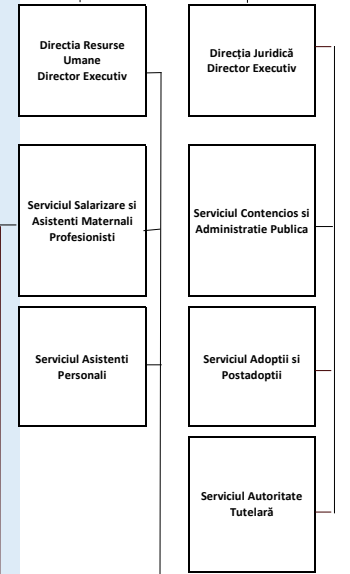 Directia Resurse
Umane
Director Executiv
Direcția Juridică
Director Executiv
Serviciul Salarizare si
Asistenti Maternali
Profesionisti
Serviciul Contencios si
Administratie Publica
Serviciul Asistenti
Personali
Serviciul Adoptii si
Postadoptii
Serviciul Autoritate
Tutelară